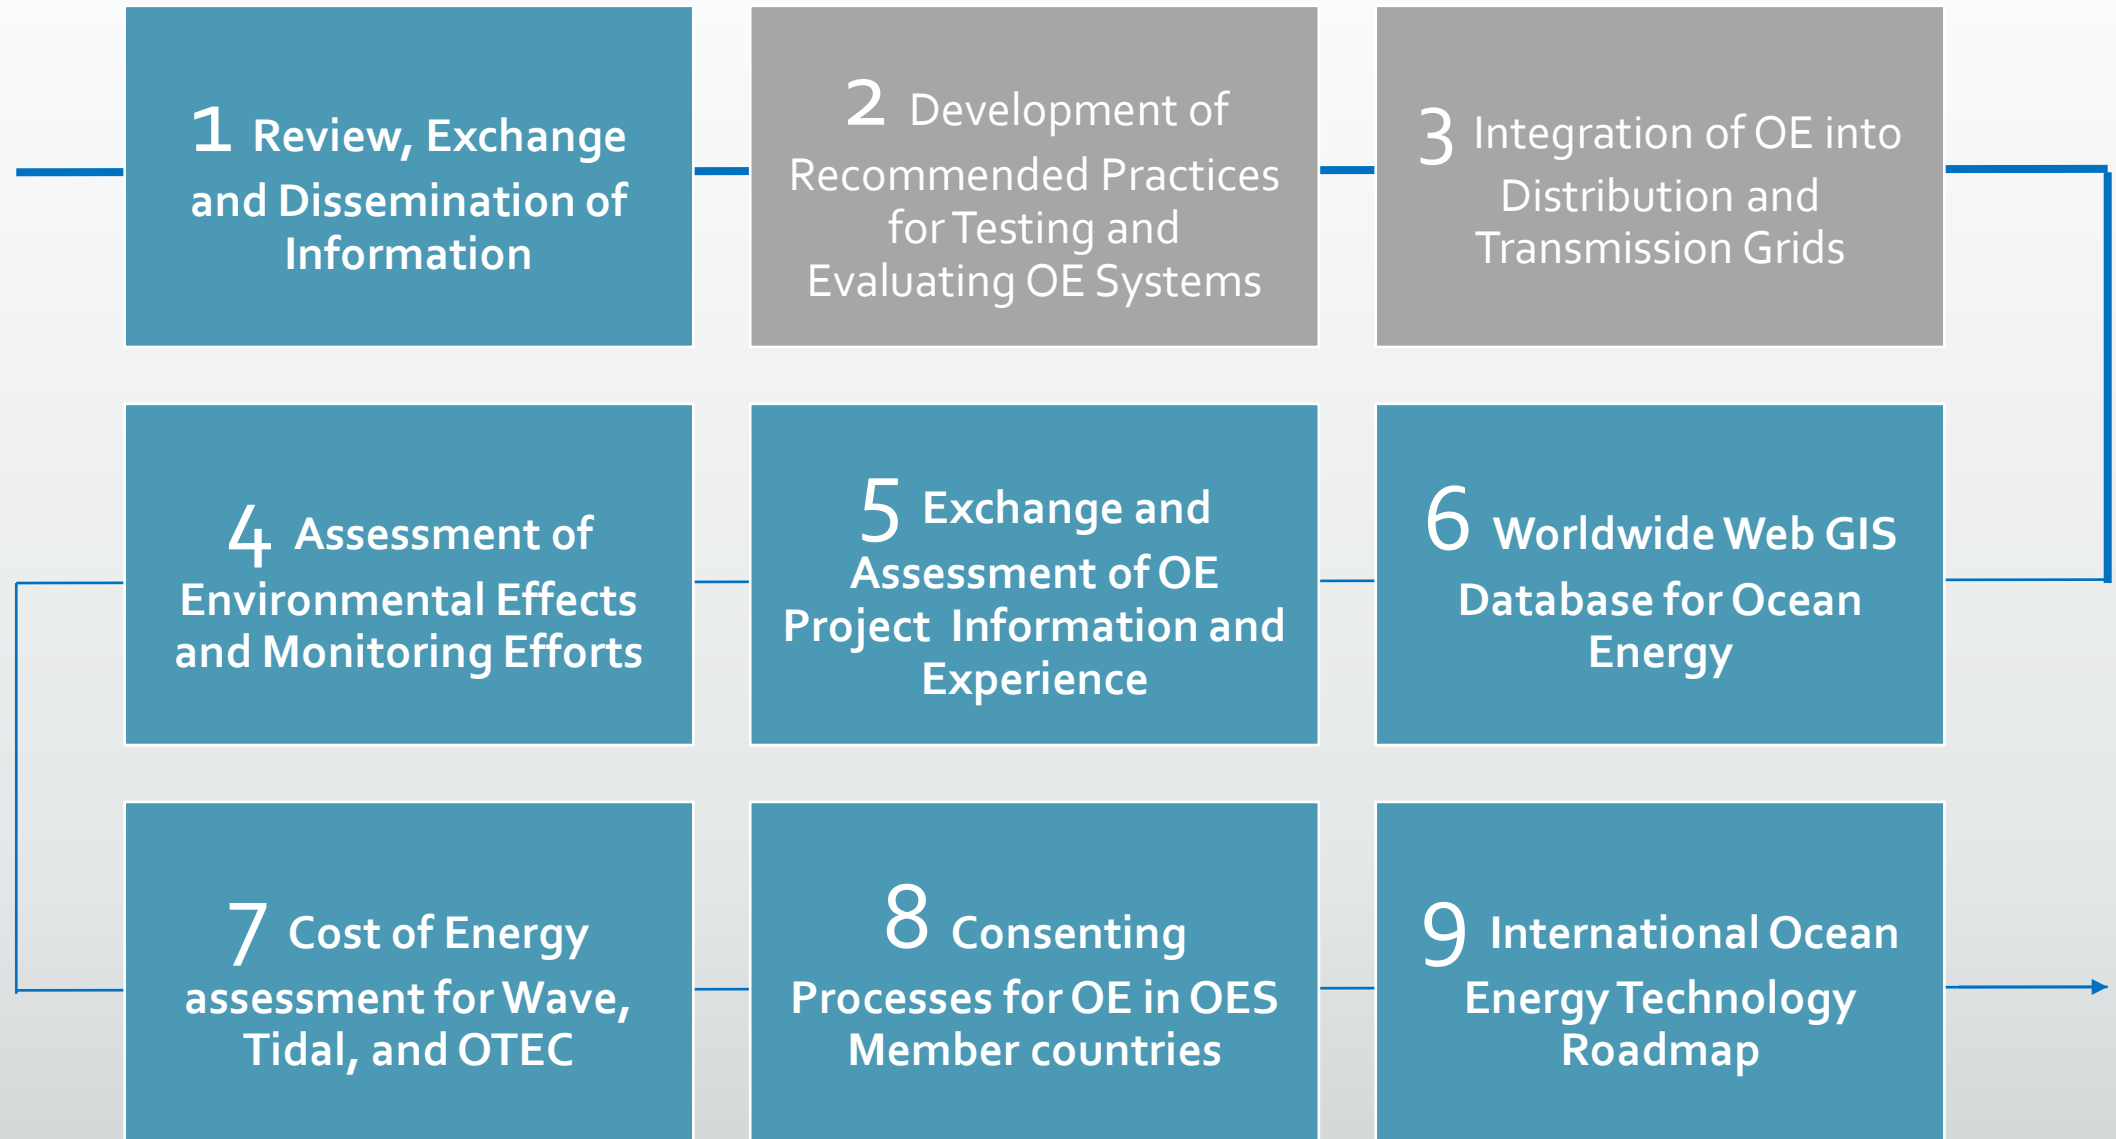 1 Review, Exchange
and Dissemination of
Information
2 Development of
Recommended Practices
for Testing and
Evaluating OE Systems
3 Integration of OE into
Distribution and
Transmission Grids
4 Assessment of
Environmental Effects
and Monitoring Efforts
5 Exchange and
Assessment of OE
Project Information and
Experience
6 Worldwide Web GIS
Database for Ocean
Energy
7 Cost of Energy
assessment for Wave,
Tidal, and OTEC
8 Consenting
Processes for OE in OES
Member countries
9 International Ocean
Energy Technology
Roadmap